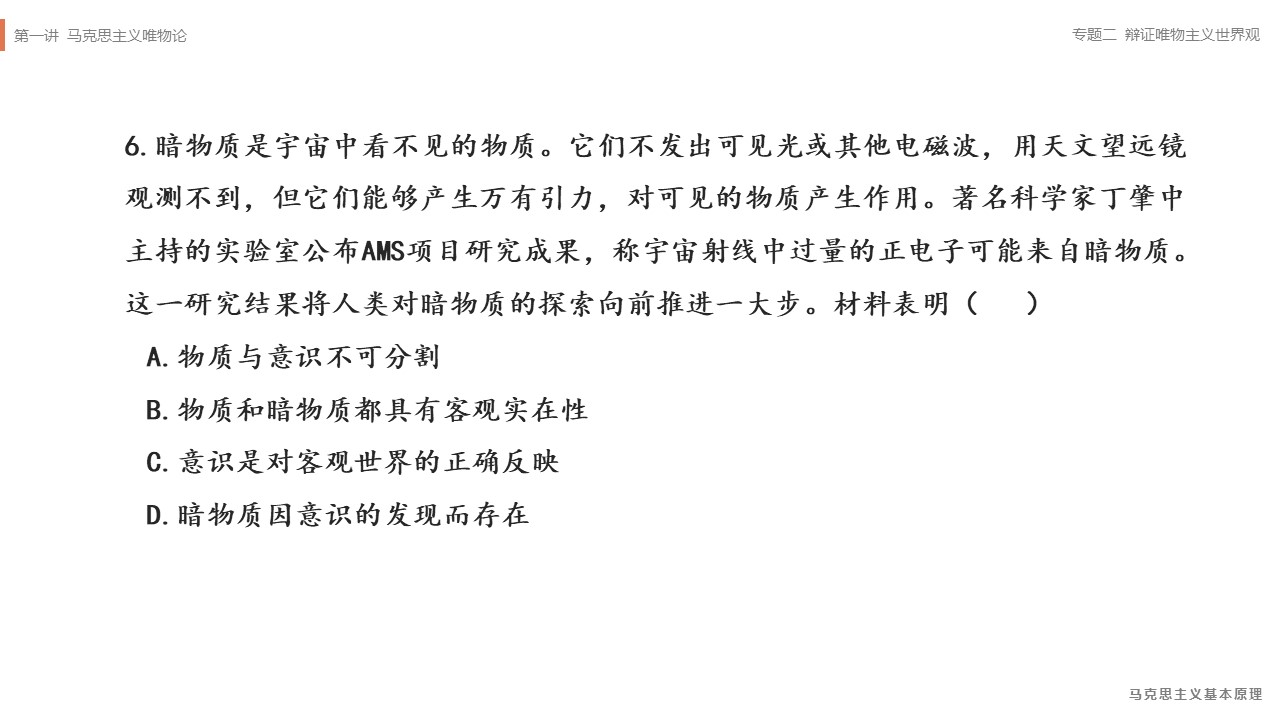 第一讲 马克思主义唯物论
专题二 辩证唯物主义世界观
6.暗物质是宇宙中看不见的物质。它们不发出可见光或其他电磁波，用天文望远镜
观测不到，但它们能够产生万有引力，对可见的物质产生作用。著名科学家丁肇中
主持的实验室公布AMS项目研究成果，称宇宙射线中过量的正电子可能来自暗物质。
这一研究结果将人类对暗物质的探索向前推进一大步。材料表明（　　）
A.物质与意识不可分割
B.物质和暗物质都具有客观实在性
C.意识是对客观世界的正确反映
D.暗物质因意识的发现而存在
马克思主义基本原理